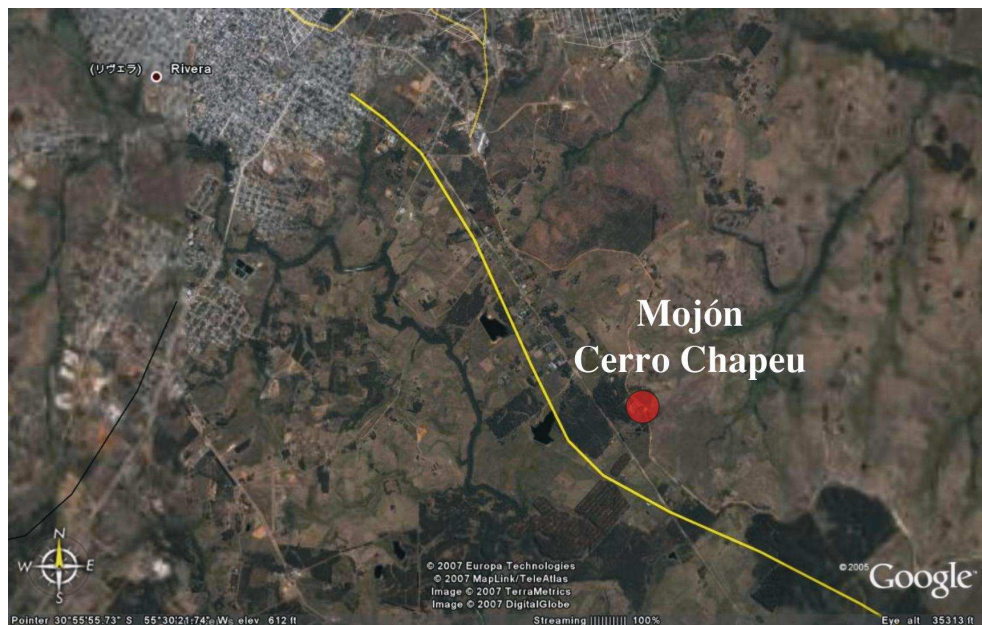 (リヴェラ) Rivera
Mojón
Cerro Chapeu
N
W E
S
© 2007 Europa Technologies
© 2007 MapLink/TeleAtlas
Image © 2007 TerraMetrics
Image © 2007 DigitalGlobe
©2005 Google™
Pointer 30°55'55.73" S 55°30'21.74" W elev 612 ft Streaming |||||||||| 100% Eye alt 35313 ft